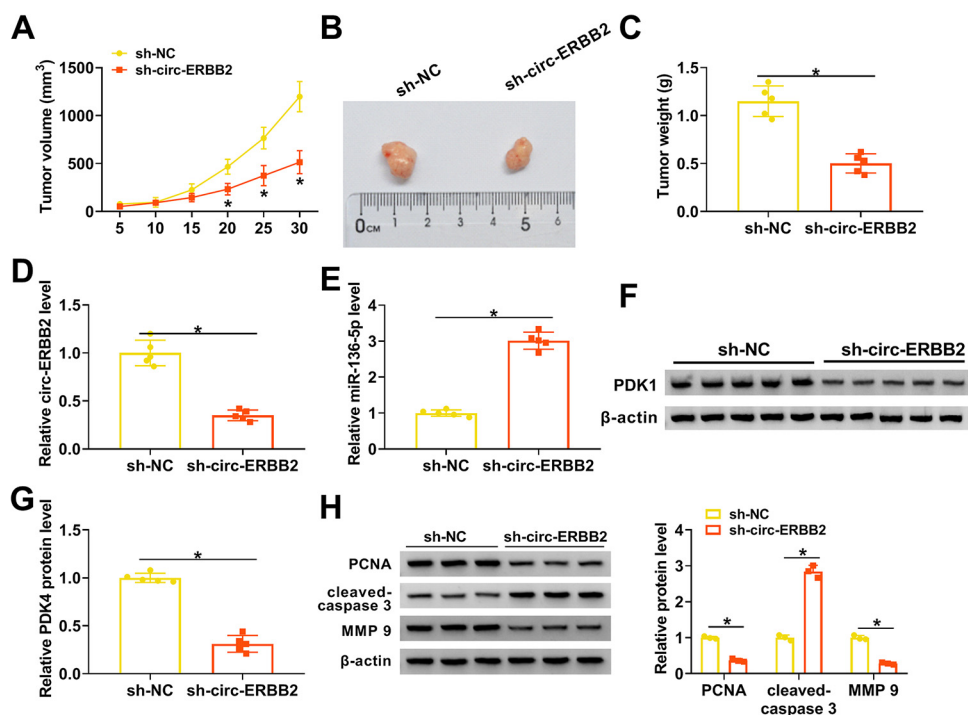 A
sh-NC
sh-circ-ERBB2
Tumor volume (mm³)
1500
1000
500
0
5 10 15 20 25 30
* * *
B
sh-NC
sh-circ-ERBB2
0CM 1 2 3 4 5 6
C
Tumor weight (g)
1.5
1.0
0.5
0.0
*
sh-NC sh-circ-ERBB2
D
Relative circ-ERBB2 level
1.5
1.0
0.5
0.0
*
sh-NC sh-circ-ERBB2
E
Relative miR-136-5p level
4
3
2
1
0
*
sh-NC sh-circ-ERBB2
F
sh-NC sh-circ-ERBB2
PDK1
β-actin
G
Relative PDK4 protein level
1.5
1.0
0.5
0.0
*
sh-NC sh-circ-ERBB2
H
sh-NC sh-circ-ERBB2
PCNA
cleaved-
caspase 3
MMP 9
β-actin
sh-NC
sh-circ-ERBB2
Relative protein level
4
3
2
1
0
* * *
PCNA cleaved- MMP 9
caspase 3